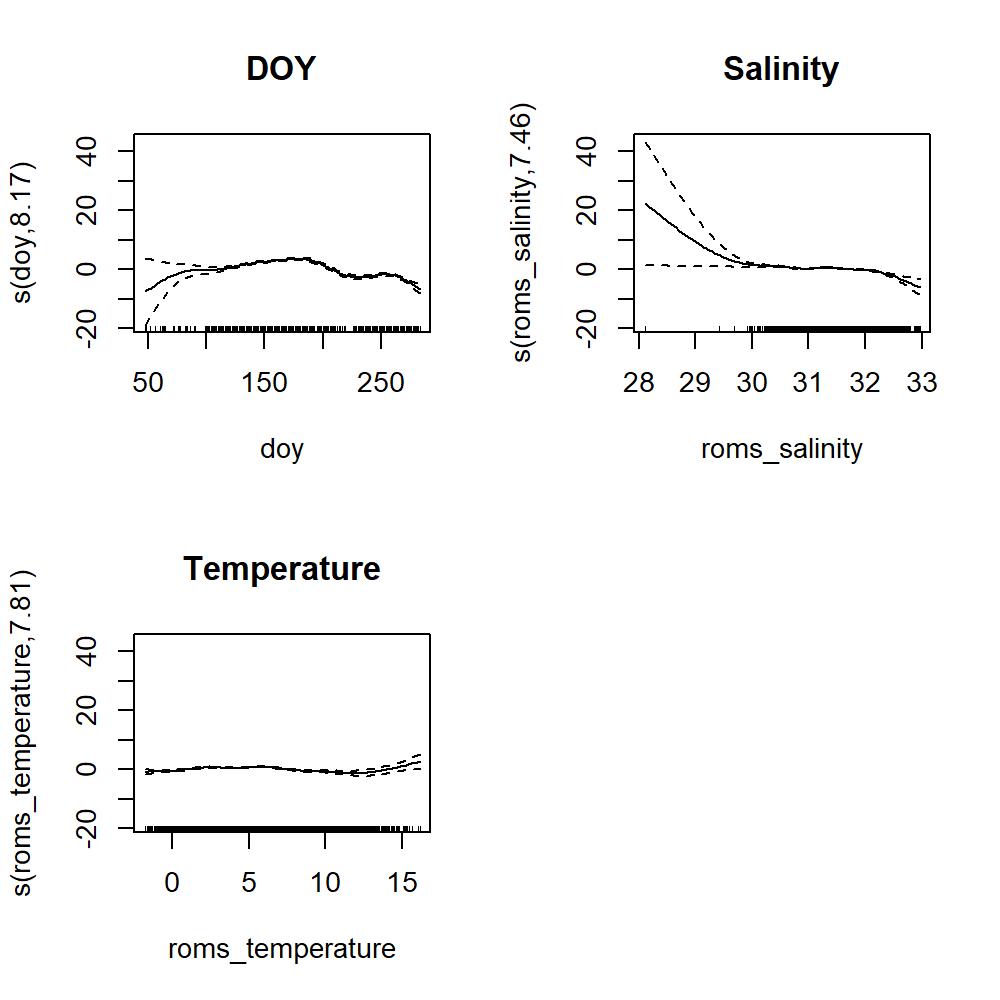 DOY
s(doy,8.17)
40
20
0
-20
50 150 250
doy
Salinity
s(roms_salinity,7.46)
40
20
0
-20
28 29 30 31 32 33
roms_salinity
Temperature
s(roms_temperature,7.81)
40
20
0
-20
0 5 10 15
roms_temperature